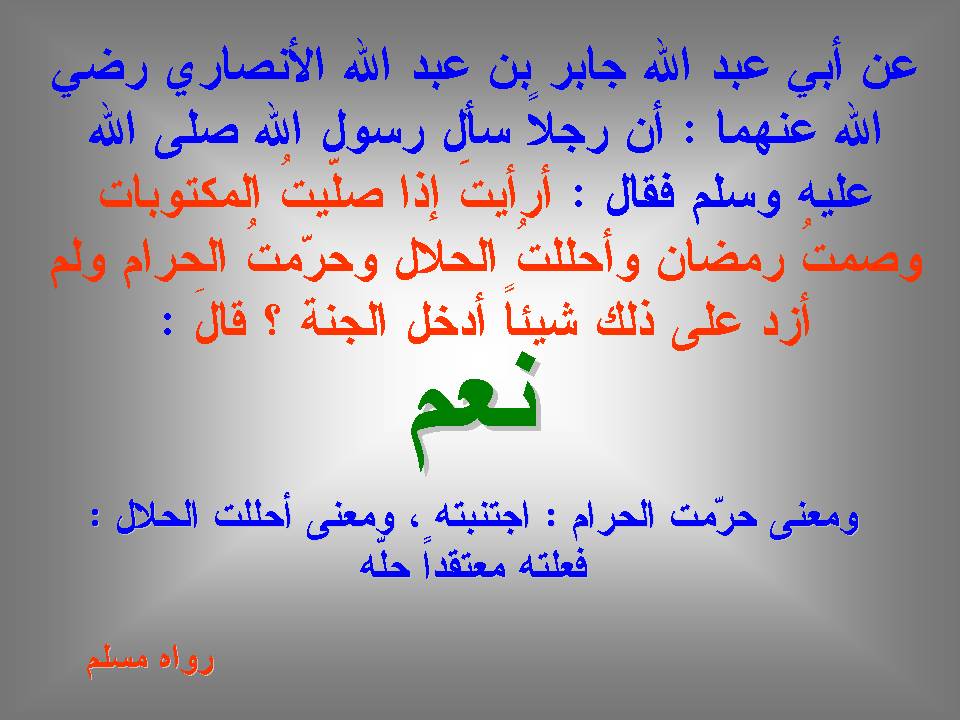 عن أبي عبد الله جابر بن عبد الله الأنصاري رضي
الله عنهما : أن رجلاً سأل رسول الله صلى الله
عليه وسلم فقال : أرأيتَ إذا صلّيتُ المكتوبات
وصمتُ رمضان وأحللتُ الحلال وحرّمتُ الحرام ولم
أزد على ذلك شيئاً أدخل الجنة ؟ قالَ :
نعم
ومعنى حرّمت الحرام : اجتنبته ، ومعنى أحللت الحلال :
فعلته معتقداً حلّه
رواه مسلم